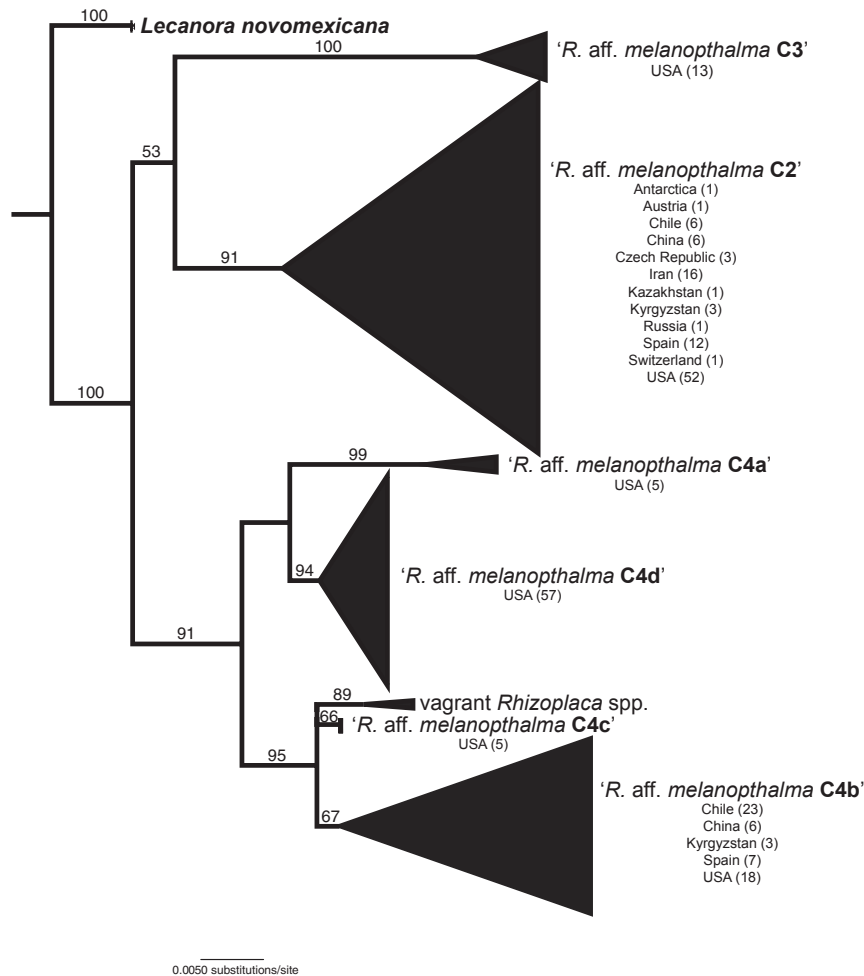 100
Lecanora novomexicana
100
'R. aff. melanopthalma C3'
USA (13)
53
'R. aff. melanopthalma C2'
Antarctica (1)
Austria (1)
Chile (6)
China (6)
Czech Republic (3)
Iran (16)
Kazakhstan (1)
Kyrgyzstan (3)
Russia (1)
Spain (12)
Switzerland (1)
USA (52)
91
100
99
'R. aff. melanopthalma C4a'
USA (5)
94
'R. aff. melanopthalma C4d'
USA (57)
91
89
vagrant Rhizoplaca spp.
66
'R. aff. melanopthalma C4c'
USA (5)
95
67
'R. aff. melanopthalma C4b'
Chile (23)
China (6)
Kyrgyzstan (3)
Spain (7)
USA (18)
0.0050 substitutions/site